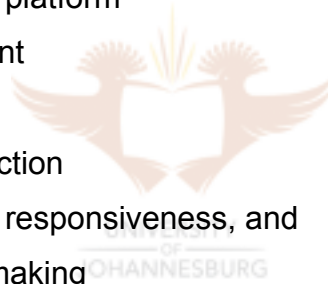 platform
nt
ction
responsiveness, and
UNIVERSITY
OF
JOHANNESBURG
making